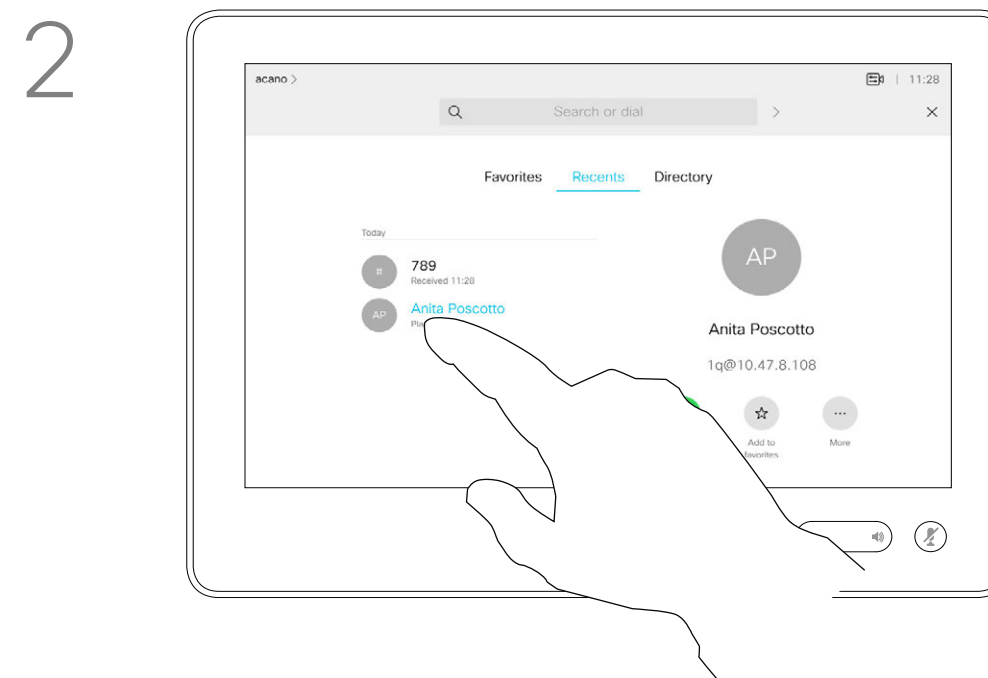 2
acano >
| 11:28
Search or dial >
Favorites Recents Directory
Today
# 789
Received 11:28
AP Anita Poscotto
AP
Anita Poscotto
1q@10.47.8.108
Add to
favorites
More